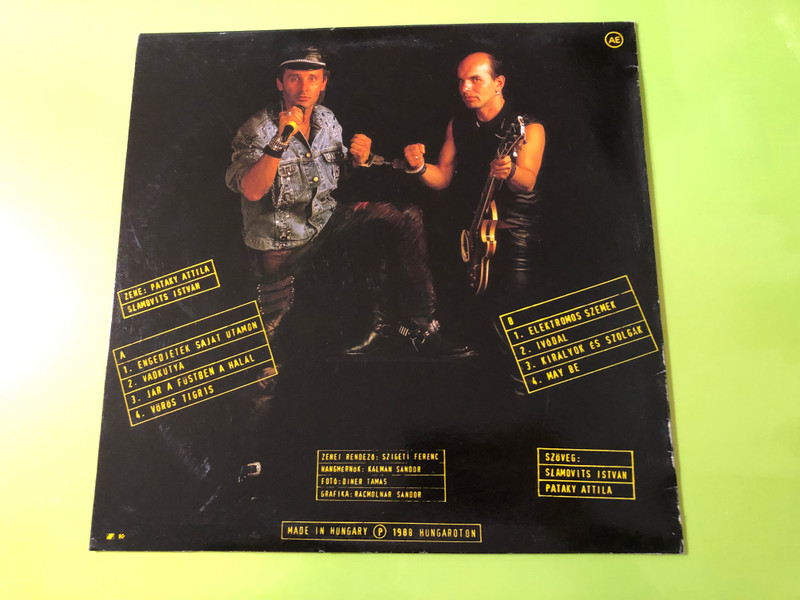 AE
ZENE: PATAKY ATTILA
SLAMOVITS ISTVÁN
A
1. ENGEDJETEK SAJÁT UTAMON
2. VADKUTYA
3. JÁR A FÜSTBEN A HALÁL
4. VÖRÖS TIGRIS
B
1. ELEKTROMOS SZEMEK
2. IVÓDAL
3. KIRÁLYOK ÉS SZOLGÁK
4. MAY BE
ZENEI RENDEZŐ: SZIGETI FERENC
HANGMÉRNÖK: KÁLMÁN SÁNDOR
FOTÓ: DINER TAMÁS
GRAFIKA: RÁCMOLNÁR SÁNDOR
SZÖVEG:
SLAMOVITS ISTVÁN
PATAKY ATTILA
MADE IN HUNGARY Ⓟ 1988 HUNGAROTON